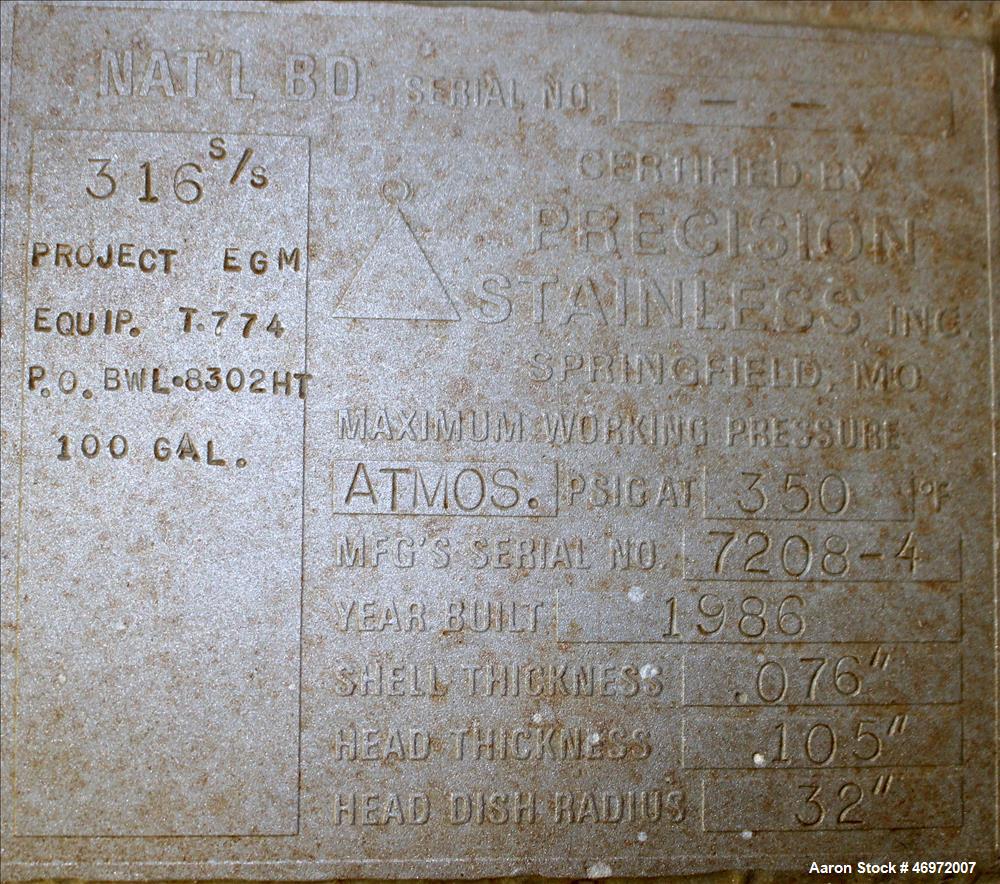 NAT'L BD. SERIAL NO. - -
316 S/S
PROJECT EGM
EQUIP. T.774
P.O. BWL.8302HT
100 GAL.
CERTIFIED BY
PRECISION
STAINLESS INC.
SPRINGFIELD, MO.
MAXIMUM WORKING PRESSURE
ATMOS. PSIG AT 350 °F
MFG'S SERIAL NO. 7208-4
YEAR BUILT 1986
SHELL THICKNESS .076"
HEAD THICKNESS .105"
HEAD DISH RADIUS 32"
Aaron Stock # 46972007